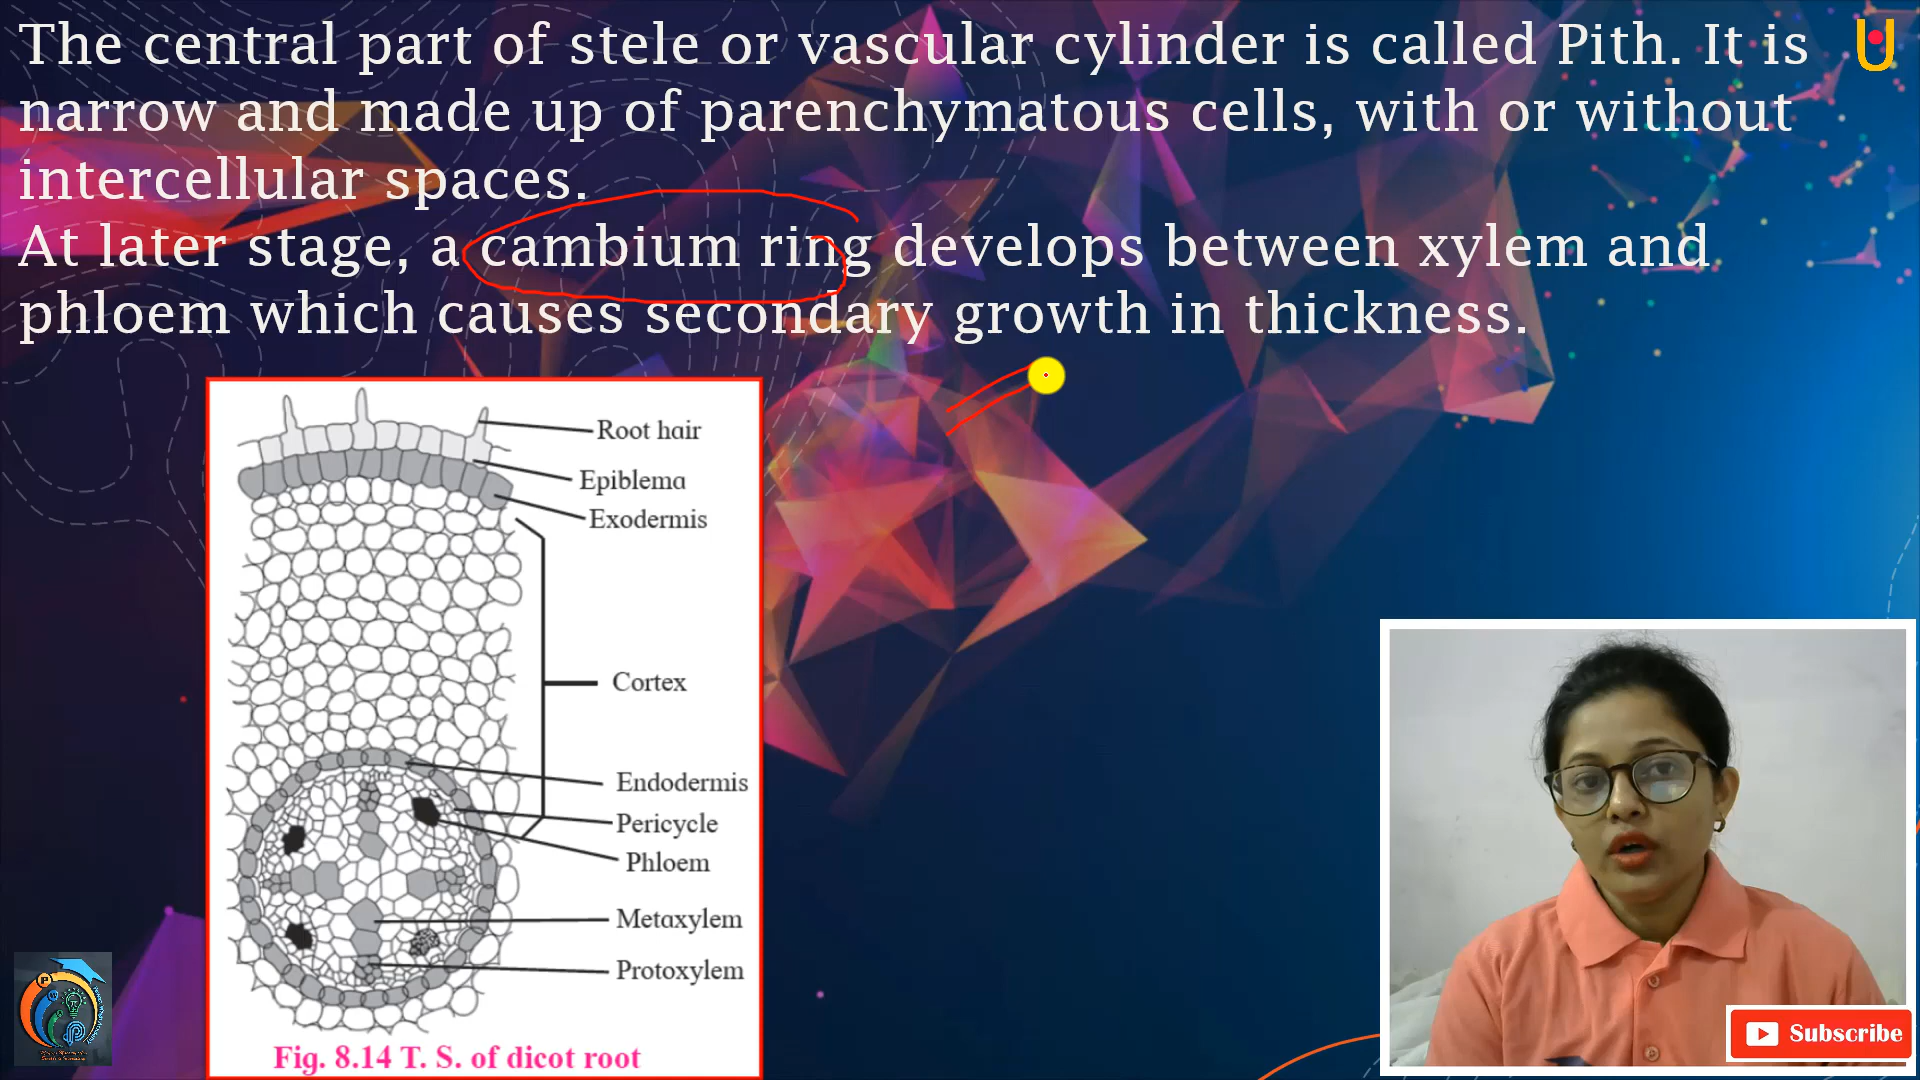 The central part of stele or vascular cylinder is called Pith. It is
narrow and made up of parenchymatous cells, with or without
intercellular spaces.
At later stage, a cambium ring develops between xylem and
phloem which causes secondary growth in thickness.
Root hair
Epiblema
Exodermis
Cortex
Endodermis
Pericycle
Phloem
Metaxylem
Protoxylem
Fig. 8.14 T. S. of dicot root
Subscribe